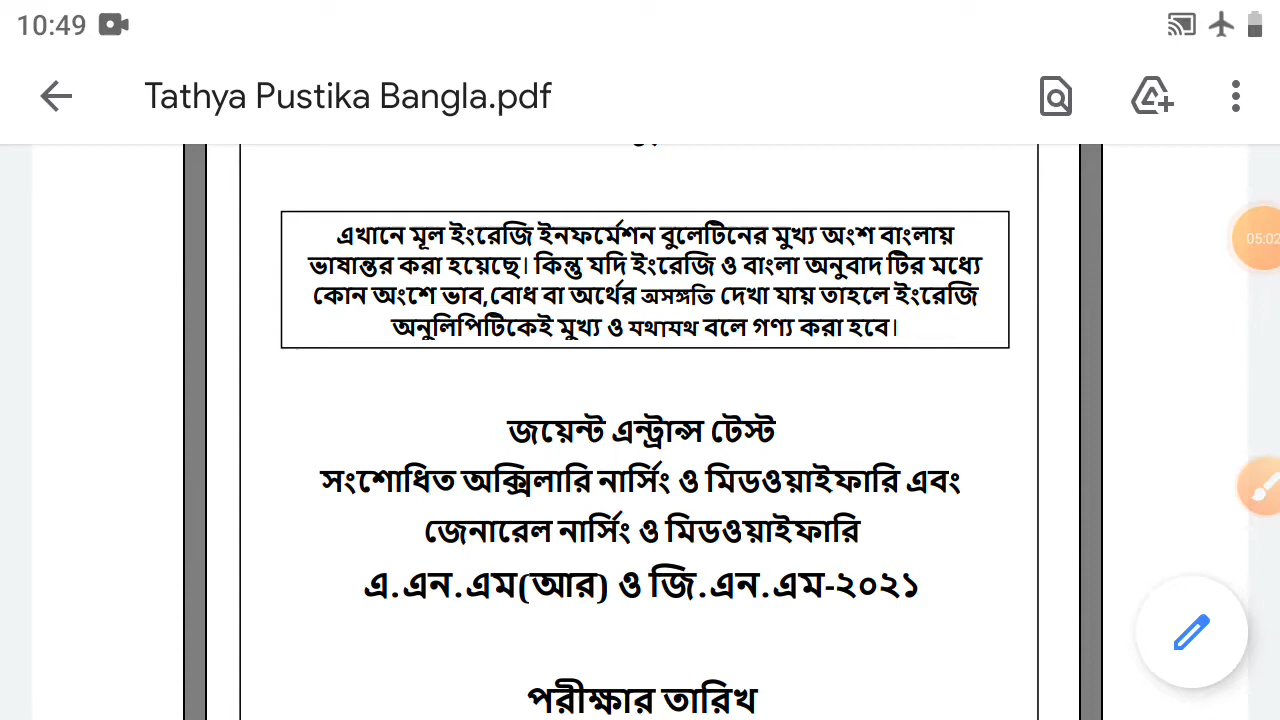 10:49
Tathya Pustika Bangla.pdf
এখানে মূল ইংরেজি ইনফর্মেশন বুলেটিনের মুখ্য অংশ বাংলায়
ভাষান্তর করা হয়েছে। কিন্তু যদি ইংরেজি ও বাংলা অনুবাদ টির মধ্যে
কোন অংশে ভাব,বোধ বা অর্থের অসঙ্গতি দেখা যায় তাহলে ইংরেজি
অনুলিপিটিকেই মুখ্য ও যথাযথ বলে গণ্য করা হবে।
05:02
জয়েন্ট এন্ট্রান্স টেস্ট
সংশোধিত অক্সিলারি নার্সিং ও মিডওয়াইফারি এবং
জেনারেল নার্সিং ও মিডওয়াইফারি
এ.এন.এম(আর) ও জি.এন.এম-২০২১
পরীক্ষার তারিখ